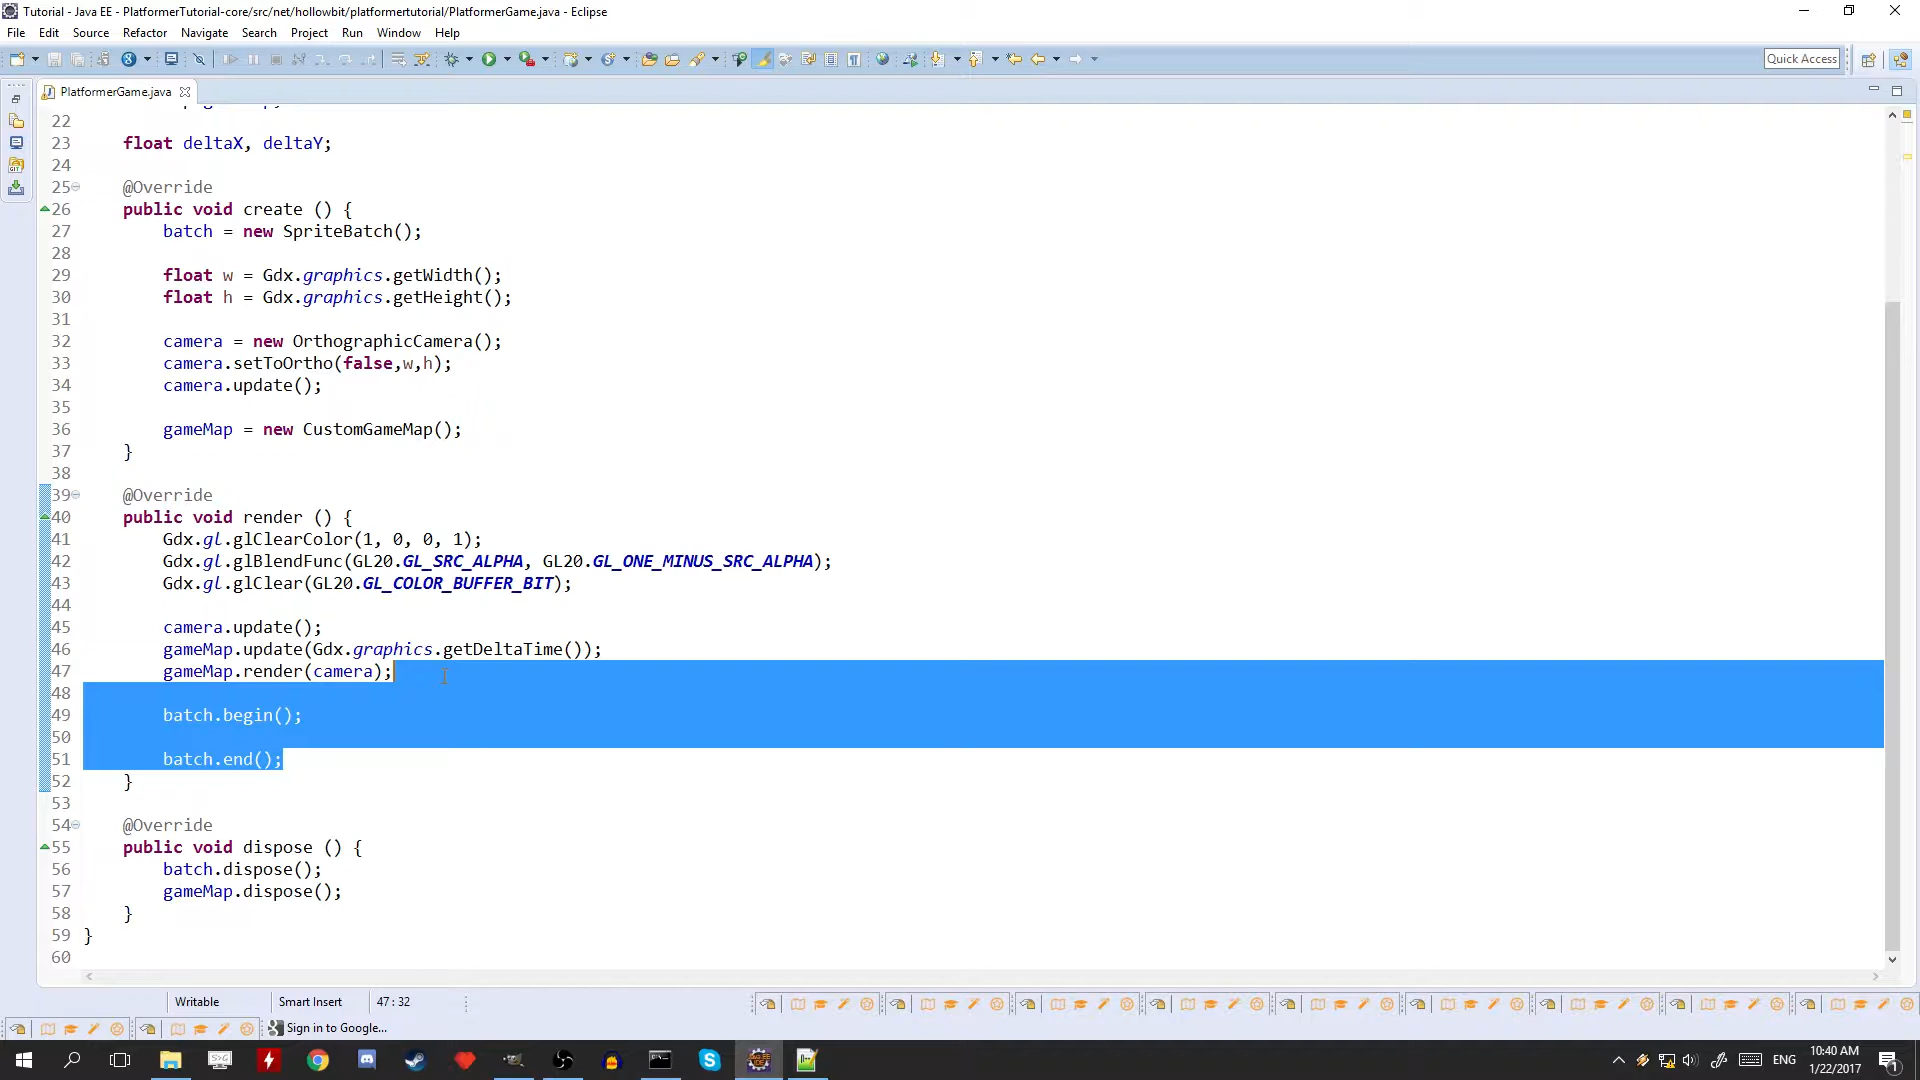 Tutorial - Java EE - PlatformerTutorial-core/src/net/hollowbit/platformertutorial/PlatformerGame.java - Eclipse
File Edit Source Refactor Navigate Search Project Run Window Help
Quick Access
PlatformerGame.java
22
23 float deltaX, deltaY;
24
25 @Override
26 public void create () {
27 batch = new SpriteBatch();
28
29 float w = Gdx.graphics.getWidth();
30 float h = Gdx.graphics.getHeight();
31
32 camera = new OrthographicCamera();
33 camera.setToOrtho(false,w,h);
34 camera.update();
35
36 gameMap = new CustomGameMap();
37 }
38
39 @Override
40 public void render () {
41 Gdx.gl.glClearColor(1, 0, 0, 1);
42 Gdx.gl.glBlendFunc(GL20.GL_SRC_ALPHA, GL20.GL_ONE_MINUS_SRC_ALPHA);
43 Gdx.gl.glClear(GL20.GL_COLOR_BUFFER_BIT);
44
45 camera.update();
46 gameMap.update(Gdx.graphics.getDeltaTime());
47 gameMap.render(camera);
48
49 batch.begin();
50
51 batch.end();
52 }
53
54 @Override
55 public void dispose () {
56 batch.dispose();
57 gameMap.dispose();
58 }
59 }
60
Writable Smart Insert 47 : 32
Sign in to Google...
ENG 10:40 AM
1/22/2017